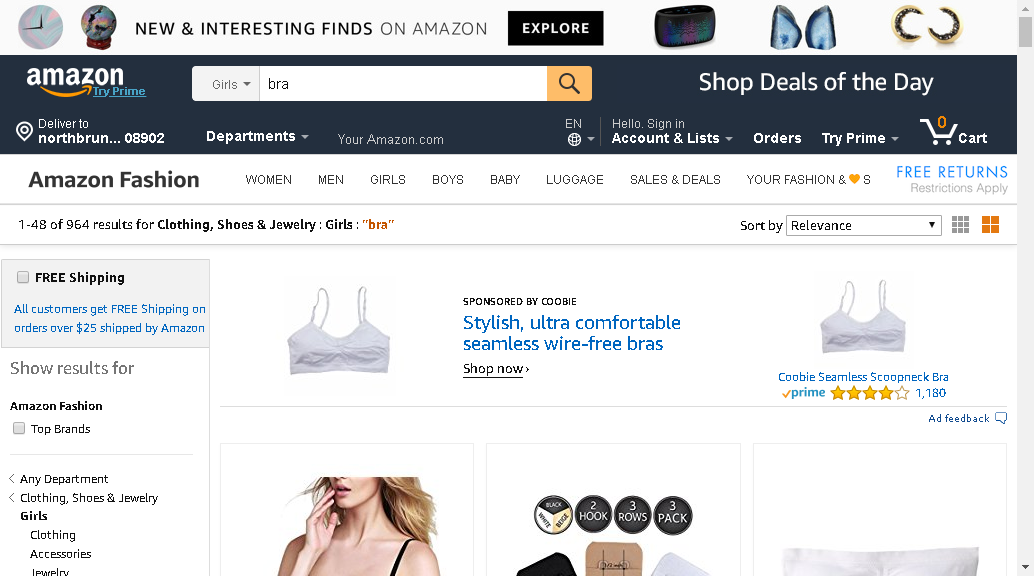 NEW & INTERESTING FINDS ON AMAZON
EXPLORE
amazon
Try Prime
Girls
bra
Shop Deals of the Day
Deliver to
northbrun... 08902
Departments
Your Amazon.com
EN
Hello. Sign in
Account & Lists
Orders
Try Prime
0
Cart
Amazon Fashion
WOMEN
MEN
GIRLS
BOYS
BABY
LUGGAGE
SALES & DEALS
YOUR FASHION & 🧡 S
FREE RETURNS
Restrictions Apply
1-48 of 964 results for Clothing, Shoes & Jewelry : Girls : "bra"
Sort by
Relevance
FREE Shipping
All customers get FREE Shipping on
orders over $25 shipped by Amazon
Show results for
Amazon Fashion
Top Brands
Any Department
Clothing, Shoes & Jewelry
Girls
Clothing
Accessories
Jewelry
SPONSORED BY COOBIE
Stylish, ultra comfortable
seamless wire-free bras
Shop now ›
Coobie Seamless Scoopneck Bra
prime
1,180
Ad feedback
BLACK
WHITE
BEIGE
2
HOOK
3
ROWS
3
PACK